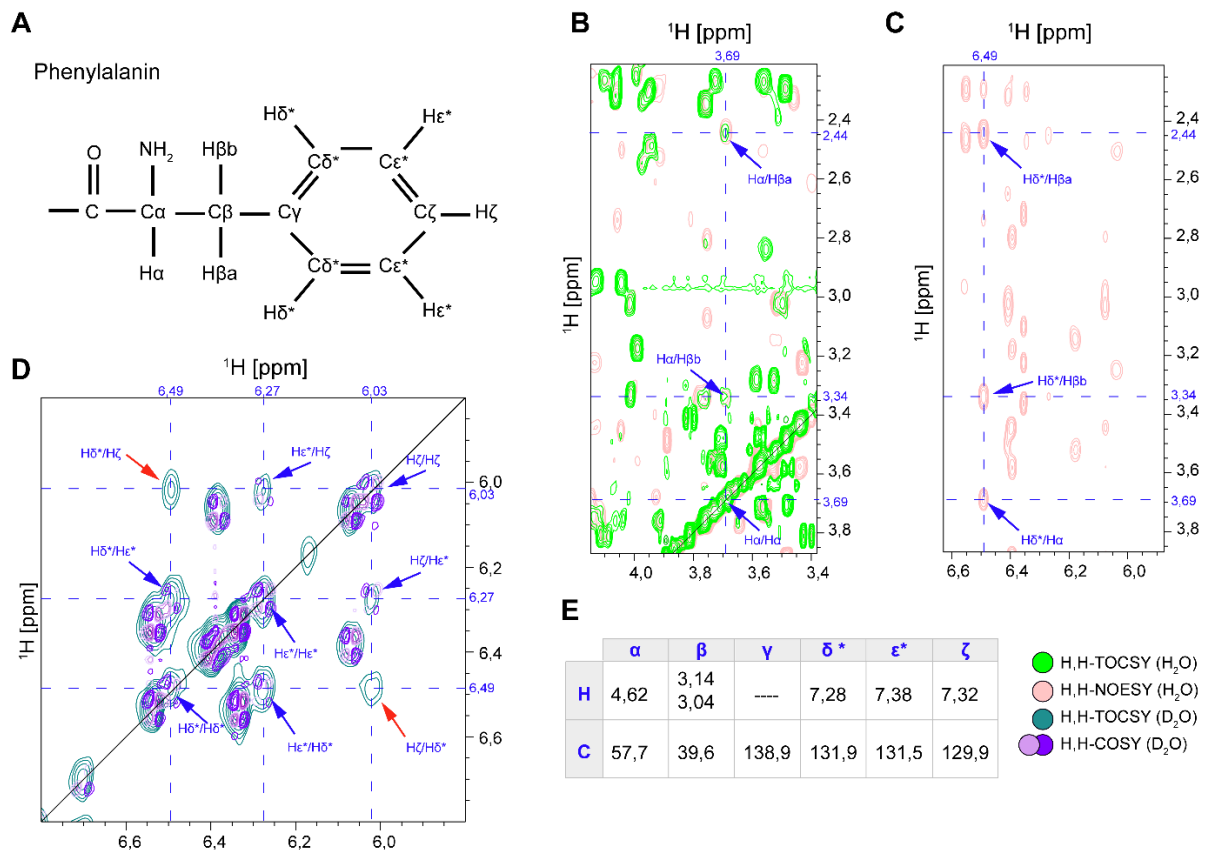 A
Phenylalanin
Hδ*
Hε*
O
NH2
Hβb
Cδ*
Cε*
C
Cα
Cβ
Cγ
Cζ
Hζ
Hα
Hβa
Cδ*
Cε*
Hδ*
Hε*
B
¹H [ppm]
3,69
2,4
2,44
Hα/Hβa
2,6
2,8
3,0
¹H [ppm]
3,2
Hα/Hβb
3,34
3,4
3,6
3,69
Hα/Hα
3,8
4,0 3,8 3,6 3,4
C
¹H [ppm]
6,49
2,4
2,44
Hδ*/Hβa
2,6
2,8
3,0
¹H [ppm]
3,2
Hδ*/Hβb
3,34
3,4
3,6
3,69
Hδ*/Hα
3,8
6,6 6,4 6,2 6,0
D
¹H [ppm]
6,49 6,27 6,03
Hδ*/Hζ
Hε*/Hζ
Hζ/Hζ
6,0
6,03
Hδ*/Hε*
Hζ/Hε*
6,2
6,27
¹H [ppm]
Hε*/Hε*
6,4
6,49
Hδ*/Hδ*
Hε*/Hδ*
Hζ/Hδ*
6,6
6,6 6,4 6,2 6,0
E
α β γ δ * ε* ζ
H 4,62 3,14 3,04 ---- 7,28 7,38 7,32
C 57,7 39,6 138,9 131,9 131,5 129,9
H,H-TOCSY (H2O)
H,H-NOESY (H2O)
H,H-TOCSY (D2O)
H,H-COSY (D2O)